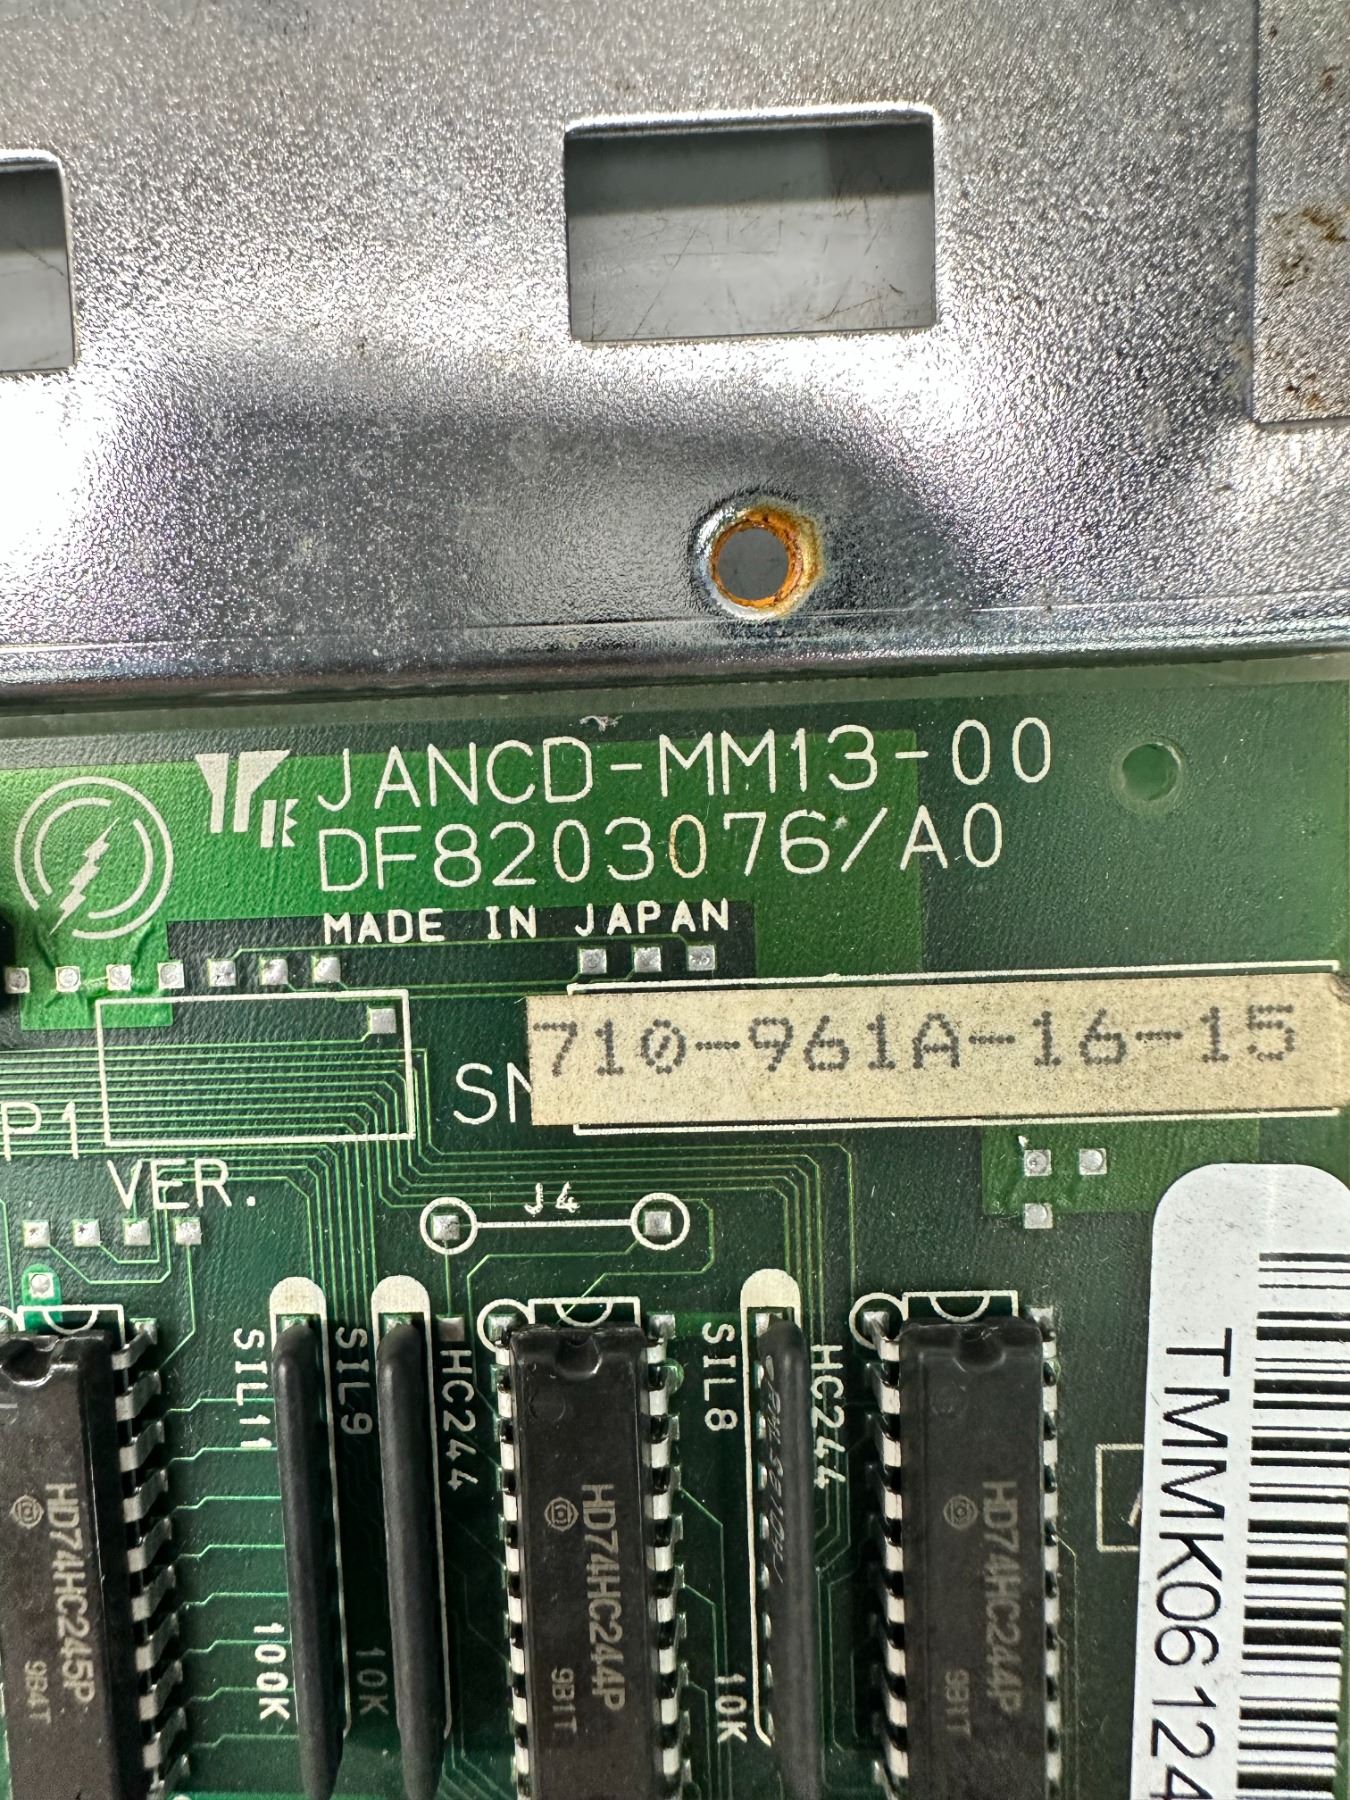 JANCD-MM13-00
DF8203076/A0
MADE IN JAPAN
710-961A-16-15
SN
P1
VER.
J4
SIL11
SIL9
HC244
SIL8
HC244
HD74HC245P
9B4T
100K
10K
HD74HC244P
9B1T
10K
HD74HC244P
9B1T
TMMK06124